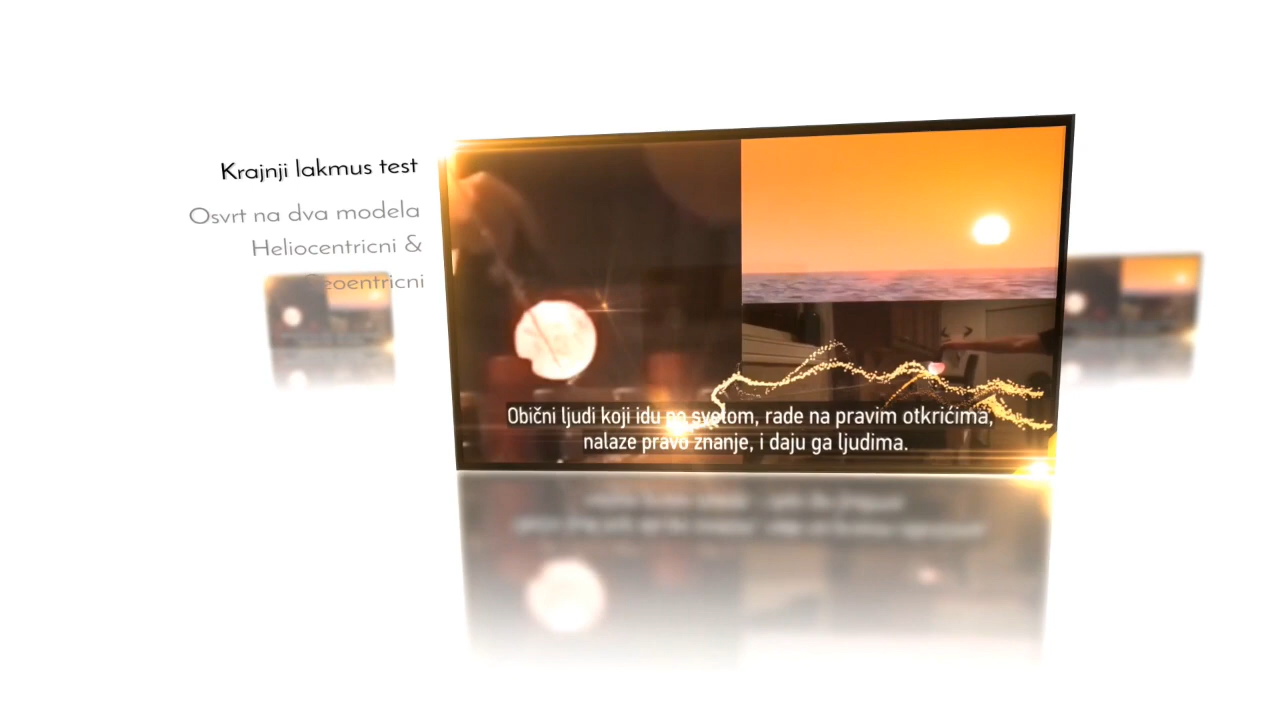 Krajnji lakmus test
Osvrt na dva modela
Heliocentricni &
Geoentricni
Obični ljudi koji idu po svetom, rade na pravim otkrićima,
nalaze pravo znanje, i daju ga ljudima.